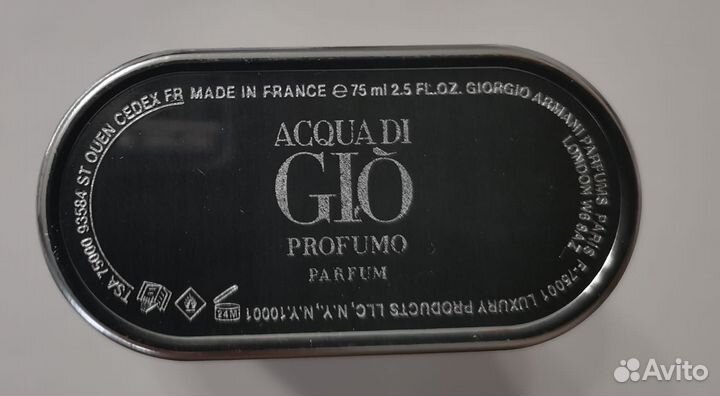 TSA 75000 93584 ST OUEN CEDEX FR MADE IN FRANCE ℮ 75 ml 2.5 FL.OZ. GIORGIO ARMANI PARFUMS PARIS F-75001 LUXURY PRODUCTS LLC, N.Y., N.Y.10001
LONDON W6 8AZ
ACQUA DI
GIÒ
PROFUMO
PARFUM
24M
Avito